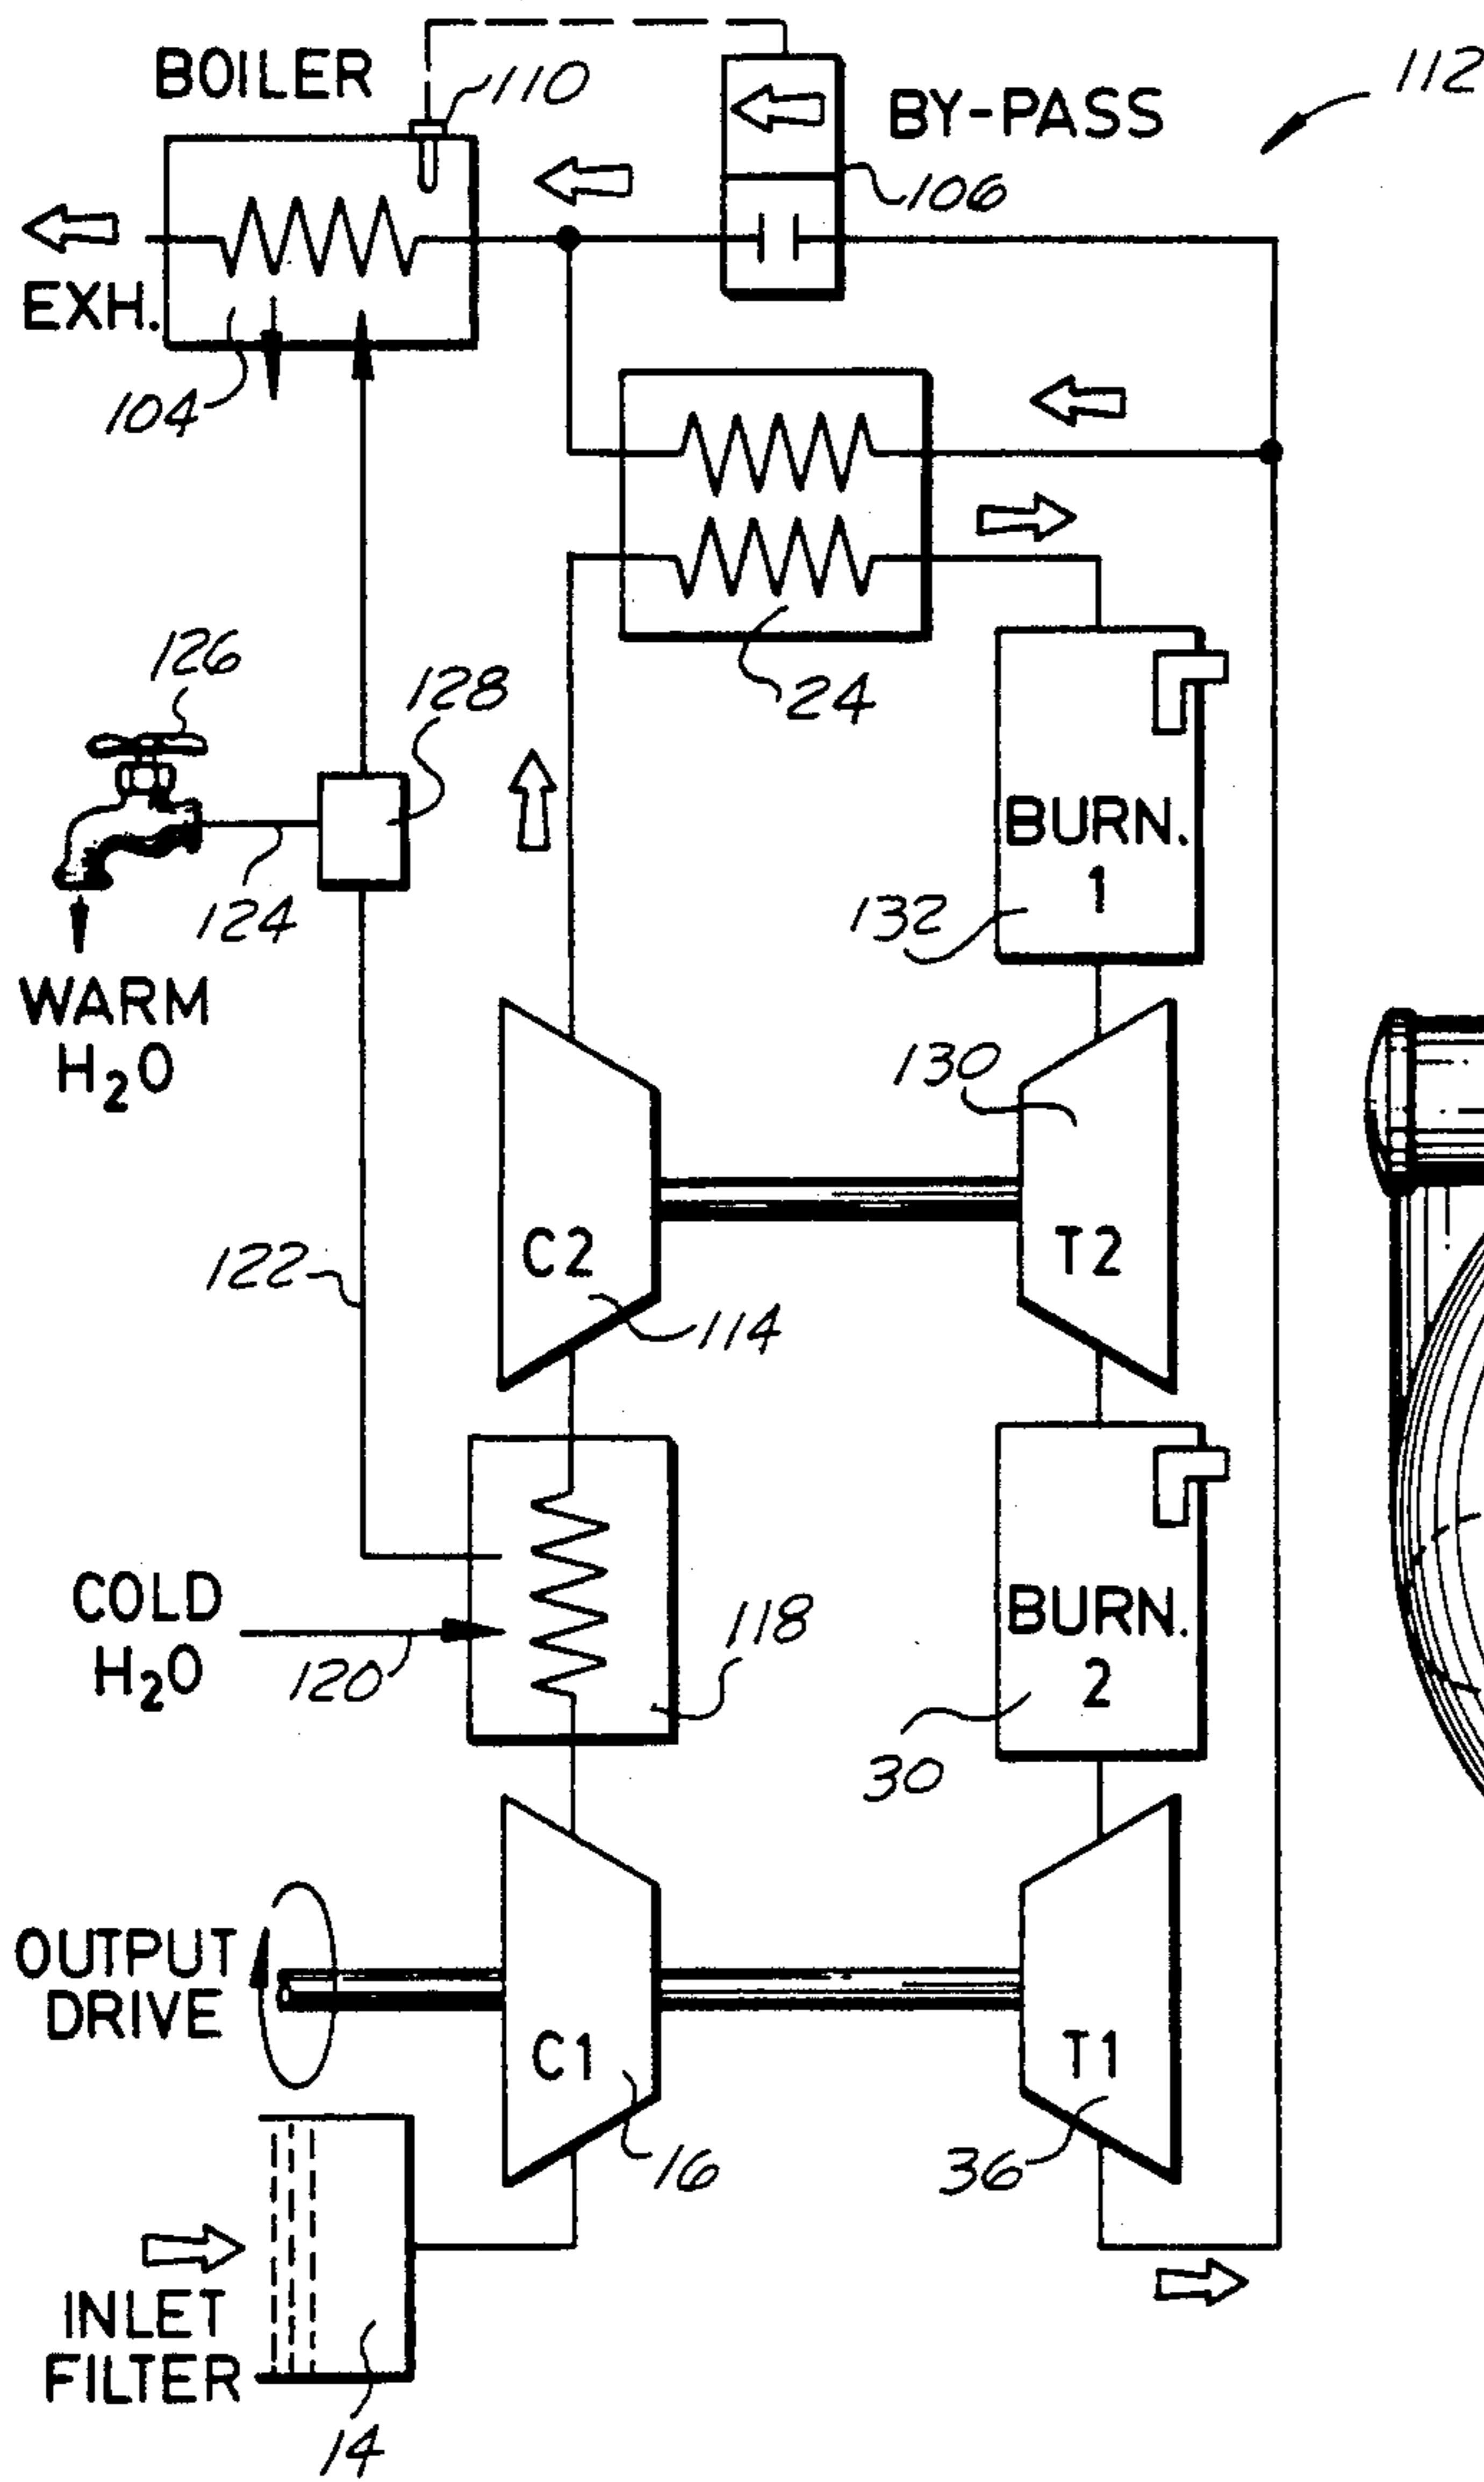 112
BOILER
110
BY-PASS
106
EXH.
104
24
126
128
BURN.
1
132
124
WARM
H₂O
130
C2
T2
122
114
COLD
H₂O
120
118
BURN.
2
30
OUTPUT
DRIVE
C1
T1
16
36
INLET
FILTER
14